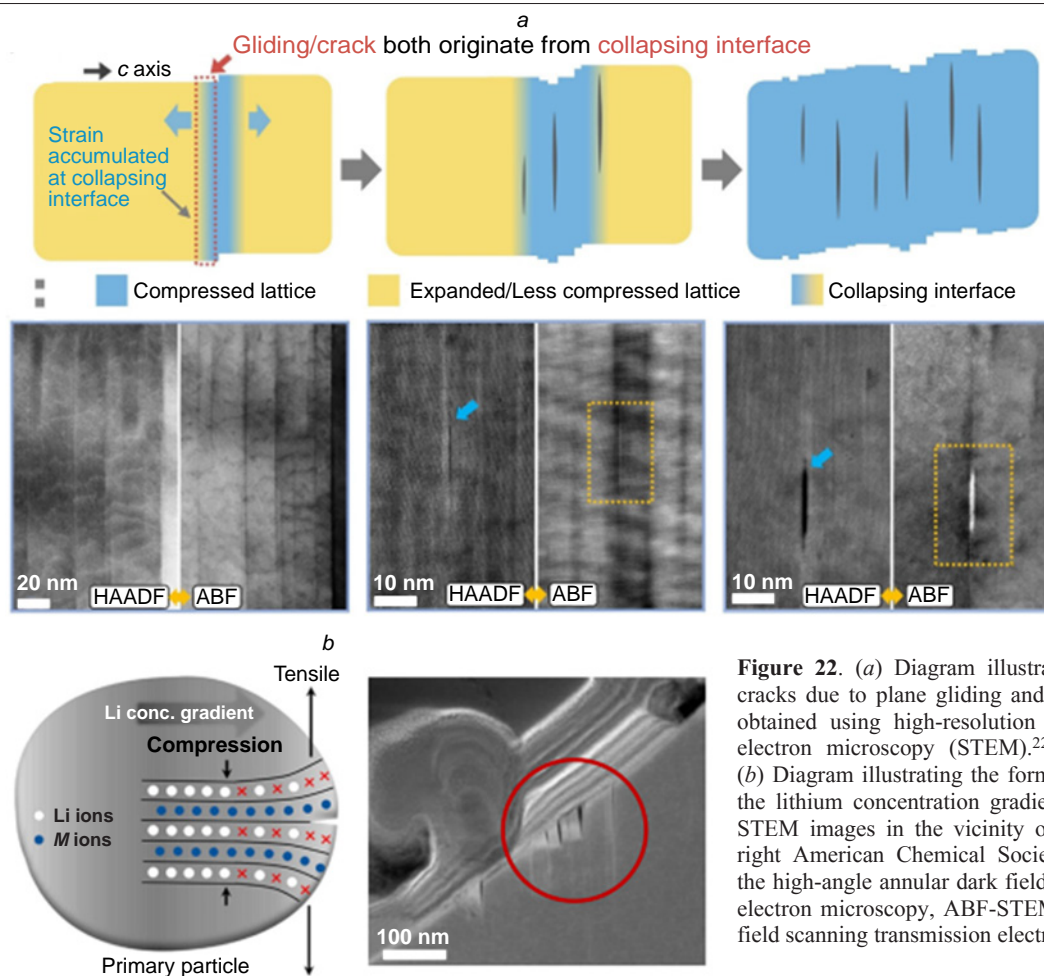 a
Gliding/crack both originate from collapsing interface
c axis
Strain
accumulated
at collapsing
interface
Compressed lattice
Expanded/Less compressed lattice
Collapsing interface
20 nm
HAADF
ABF
10 nm
HAADF
ABF
10 nm
HAADF
ABF
b
Tensile
Li conc. gradient
Compression
Li ions
M ions
Primary particle
100 nm
Figure 22. (a) Diagram illustra
cracks due to plane gliding and
obtained using high-resolution
electron microscopy (STEM).22
(b) Diagram illustrating the form
the lithium concentration gradie
STEM images in the vicinity o
right American Chemical Socie
the high-angle annular dark field
electron microscopy, ABF-STEM
field scanning transmission electr